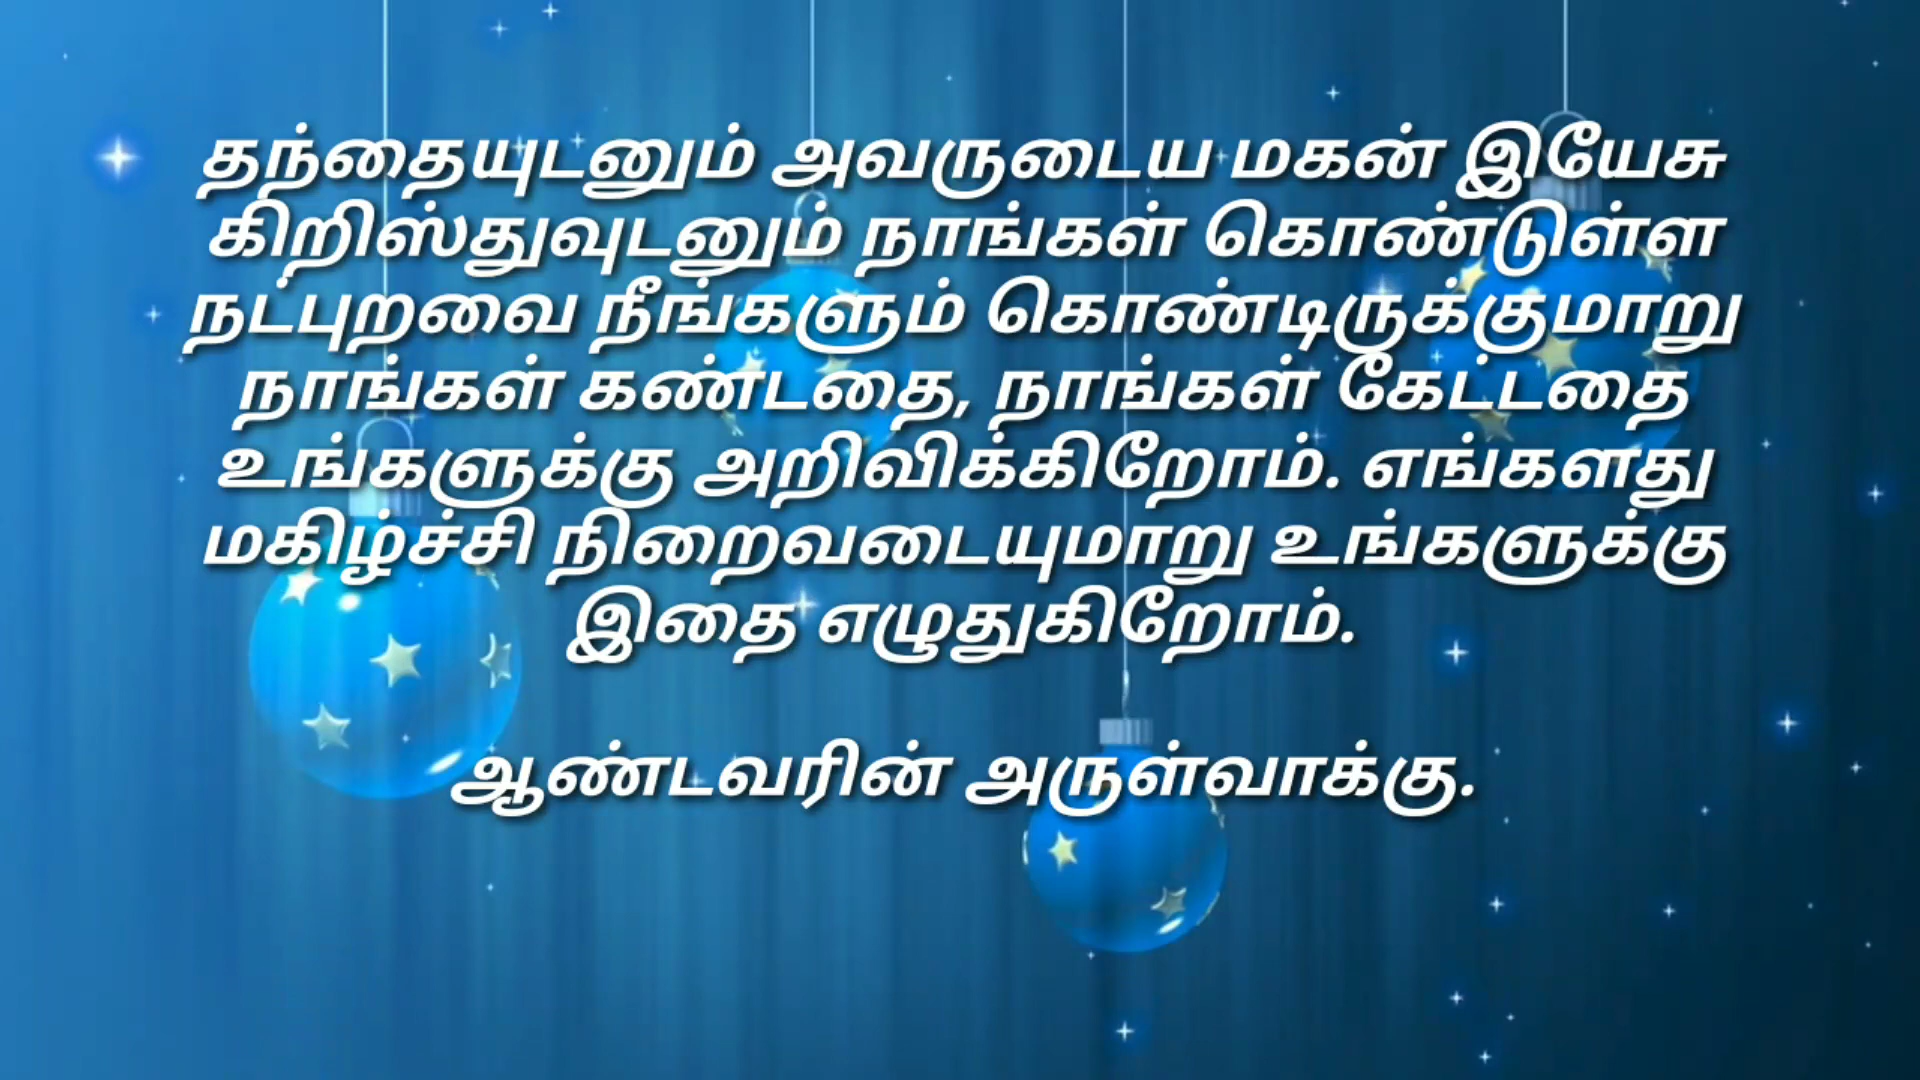 தந்தையுடனும் அவருடைய மகன் இயேசு
கிறிஸ்துவுடனும் நாங்கள் கொண்டுள்ள
நட்புறவை நீங்களும் கொண்டிருக்குமாறு
நாங்கள் கண்டதை, நாங்கள் கேட்டதை
உங்களுக்கு அறிவிக்கிறோம். எங்களது
மகிழ்ச்சி நிறைவடையுமாறு உங்களுக்கு
இதை எழுதுகிறோம்.
ஆண்டவரின் அருள்வாக்கு.